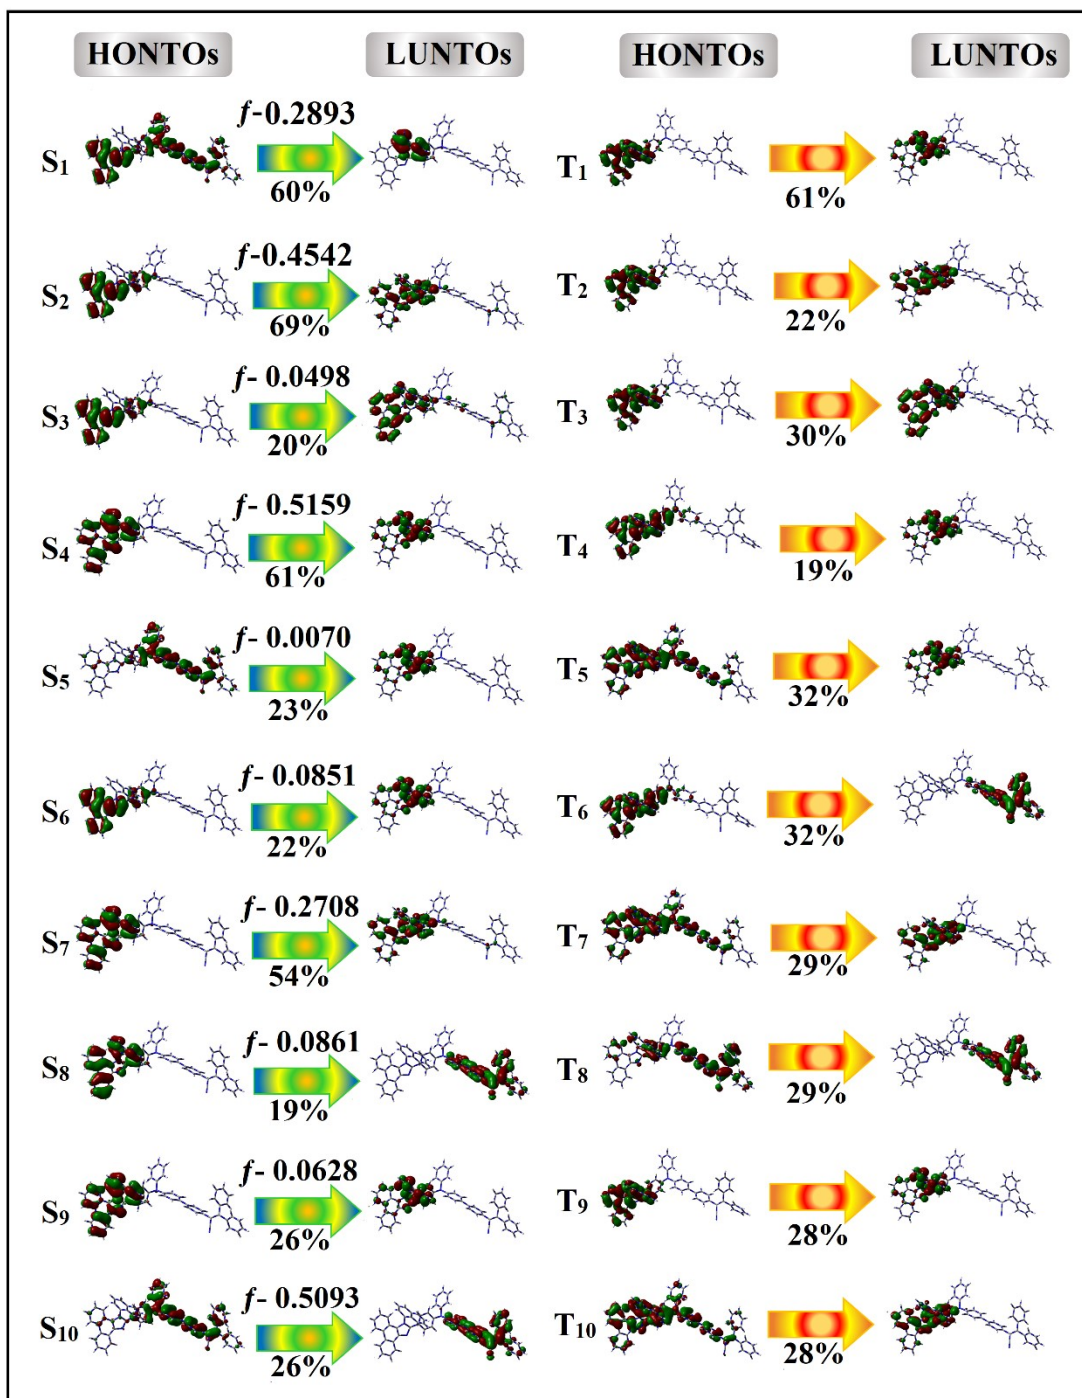 HONTOs LUNTOs HONTOs LUNTOs
S1 f-0.2893 60% T1 61%
S2 f-0.4542 69% T2 22%
S3 f- 0.0498 20% T3 30%
S4 f- 0.5159 61% T4 19%
S5 f- 0.0070 23% T5 32%
S6 f- 0.0851 22% T6 32%
S7 f- 0.2708 54% T7 29%
S8 f- 0.0861 19% T8 29%
S9 f- 0.0628 26% T9 28%
S10 f- 0.5093 26% T10 28%